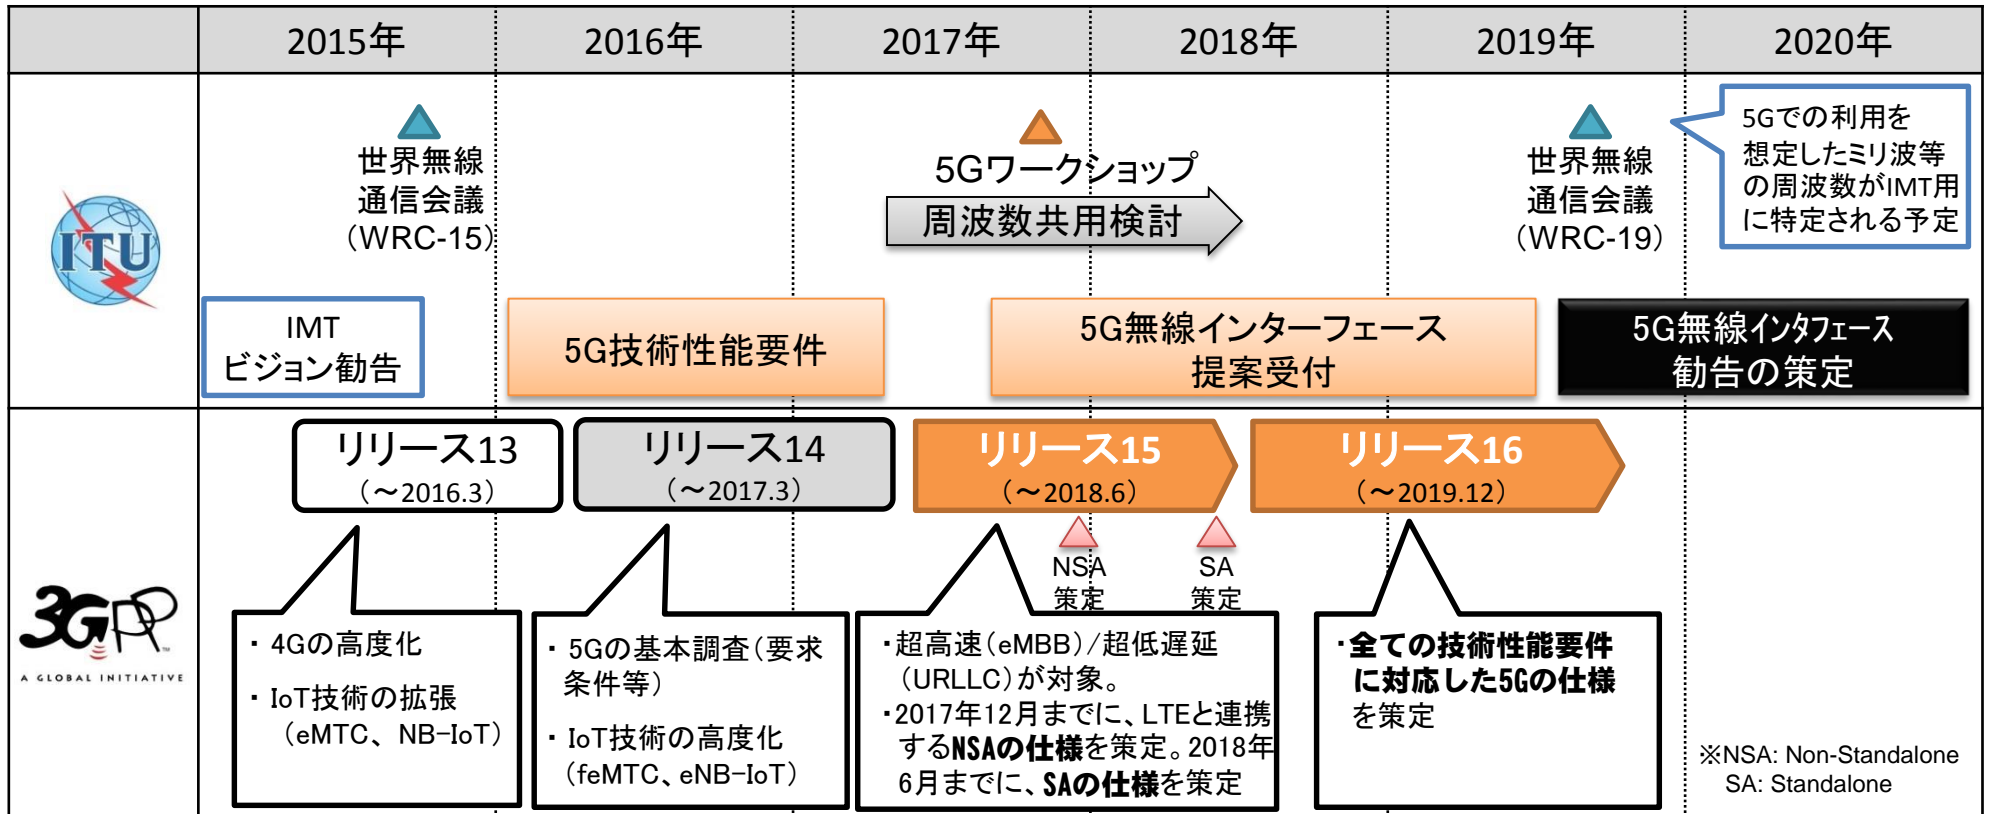 2015年
2016年
2017年
2018年
2019年
2020年
世界無線
通信会議
（WRC-15）
5Gワークショップ
周波数共用検討
世界無線
通信会議
（WRC-19）
5Gでの利用を
想定したミリ波等
の周波数がIMT用
に特定される予定
ITU
IMT
ビジョン勧告
5G技術性能要件
5G無線インターフェース
提案受付
5G無線インタフェース
勧告の策定
リリース13
（～2016.3）
リリース14
（～2017.3）
リリース15
（～2018.6）
リリース16
（～2019.12）
NSA
策定
SA
策定
3GPP
TM
A GLOBAL INITIATIVE
・4Gの高度化
・IoT技術の拡張
（eMTC、NB-IoT）
・5Gの基本調査（要求
条件等）
・IoT技術の高度化
（feMTC、eNB-IoT）
・超高速（eMBB）/超低遅延
（URLLC）が対象。
・2017年12月までに、LTEと連携
するNSAの仕様を策定。2018年
6月までに、SAの仕様を策定
・全ての技術性能要件
に対応した5Gの仕様
を策定
※NSA: Non-Standalone
SA: Standalone